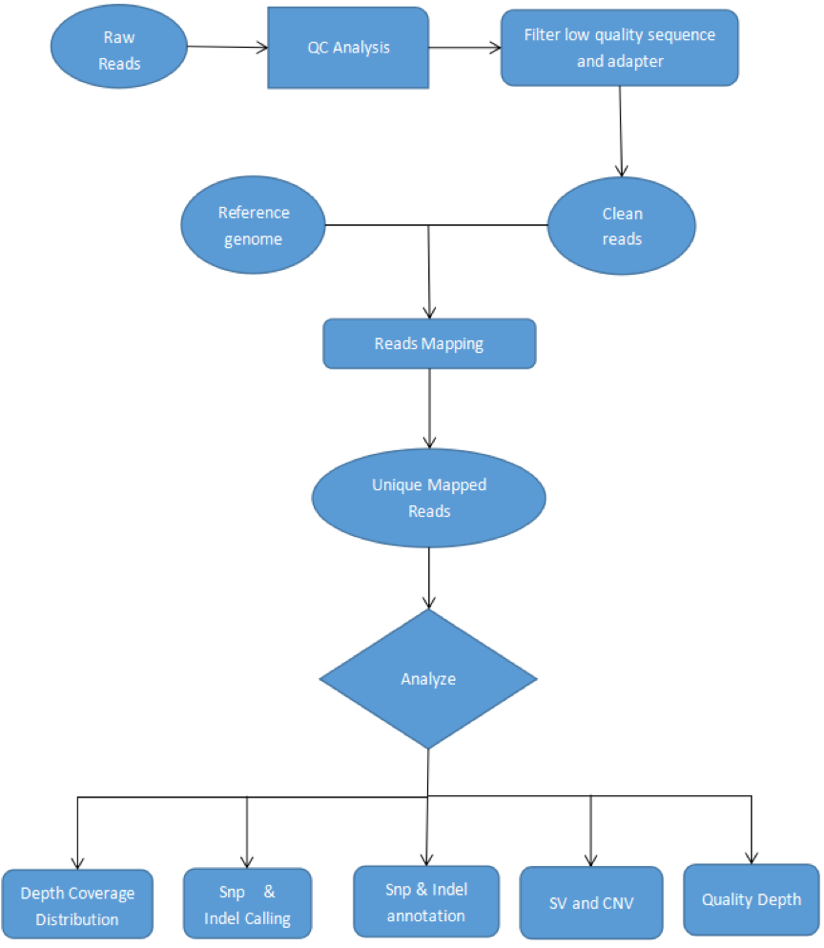 Raw
Reads
QC Analysis
Filter low quality sequence
and adapter
Reference
genome
Clean
reads
Reads Mapping
Unique Mapped
Reads
Analyze
Depth Coverage
Distribution
Snp & 
Indel Calling
Snp & Indel
annotation
SV and CNV
Quality Depth